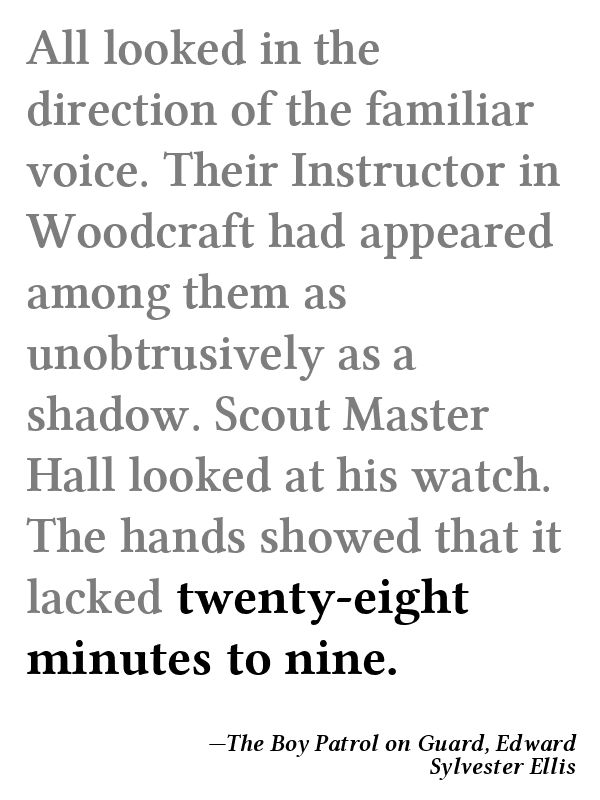 All looked in the
direction of the familiar
voice. Their Instructor in
Woodcraft had appeared
among them as
unobtrusively as a
shadow. Scout Master
Hall looked at his watch.
The hands showed that it
lacked twenty-eight
minutes to nine.
—The Boy Patrol on Guard, Edward
Sylvester Ellis